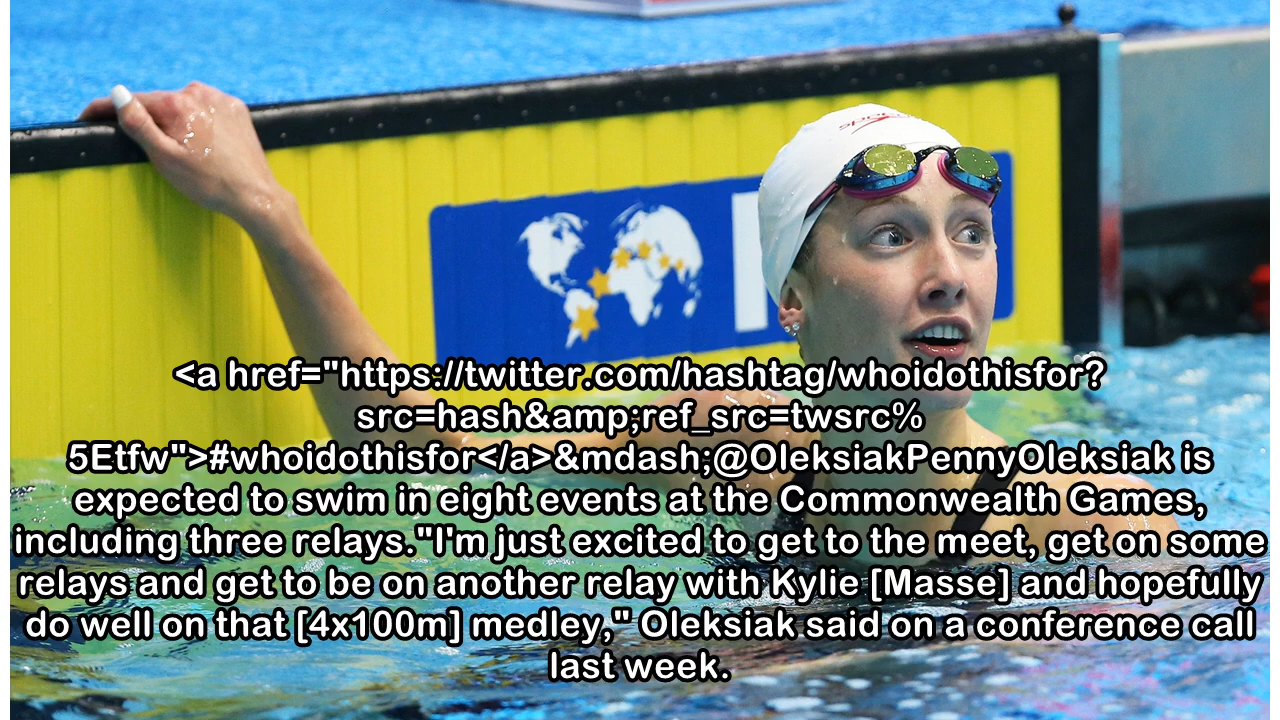 speedo
<a href="https://twitter.com/hashtag/whoidothisfor?
src=hash&amp;ref_src=twsrc%
5Etfw">#whoidothisfor</a>&mdash;@OleksiakPennyOleksiak is
expected to swim in eight events at the Commonwealth Games,
including three relays."I'm just excited to get to the meet, get on some
relays and get to be on another relay with Kylie [Masse] and hopefully
do well on that [4x100m] medley," Oleksiak said on a conference call
last week.